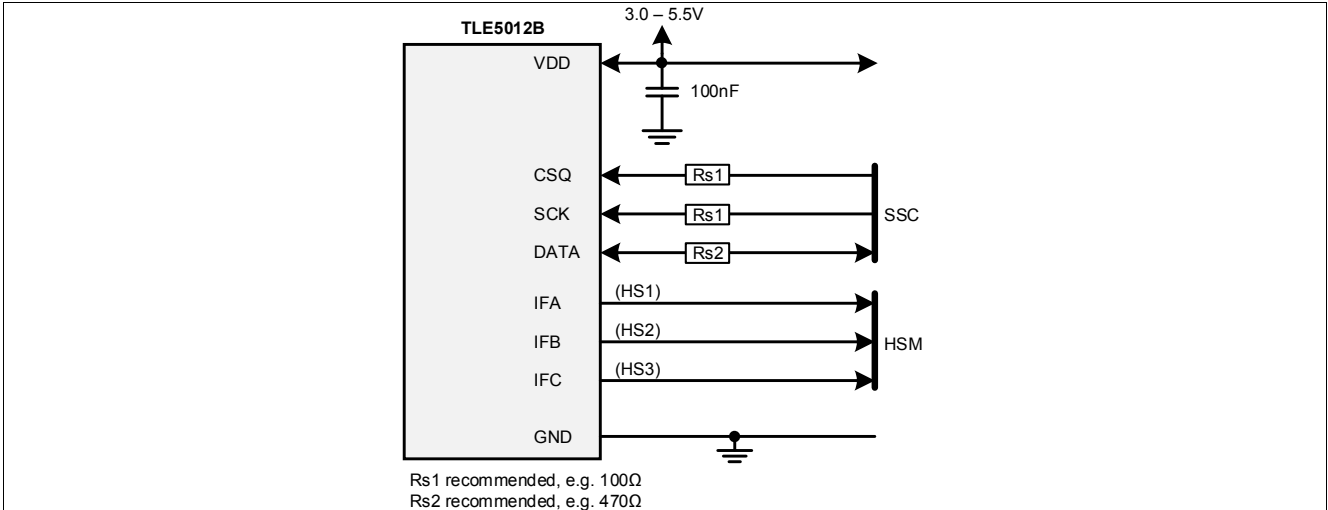 3.0 – 5.5V
TLE5012B
VDD
100nF
CSQ
Rs1
SCK
Rs1
SSC
DATA
Rs2
IFA
(HS1)
IFB
(HS2)
HSM
IFC
(HS3)
GND
Rs1 recommended, e.g. 100Ω
Rs2 recommended, e.g. 470Ω